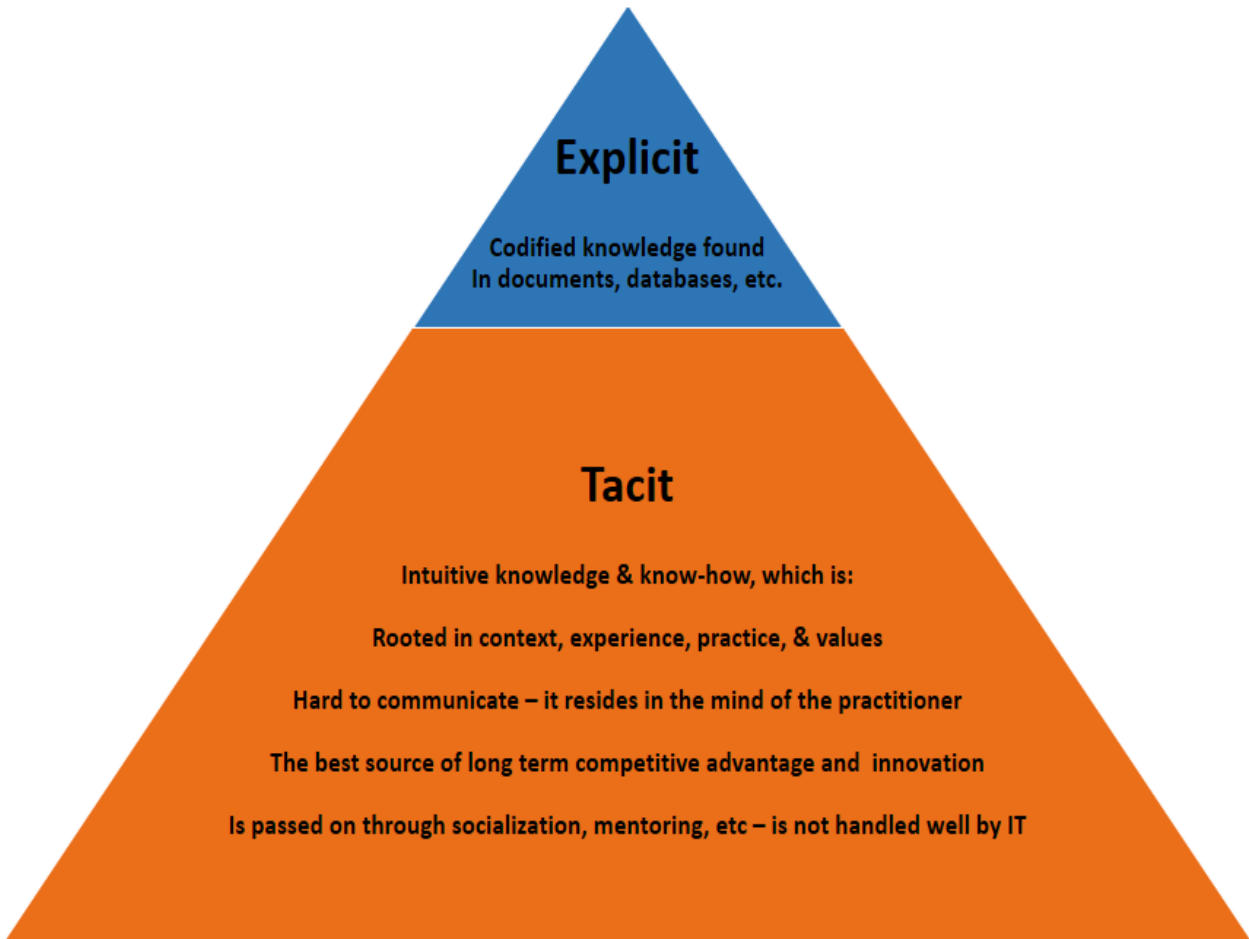 Explicit
Codified knowledge found
In documents, databases, etc.
Tacit
Intuitive knowledge & know-how, which is:
Rooted in context, experience, practice, & values
Hard to communicate – it resides in the mind of the practitioner
The best source of long term competitive advantage and  innovation
Is passed on through socialization, mentoring, etc – is not handled well by IT